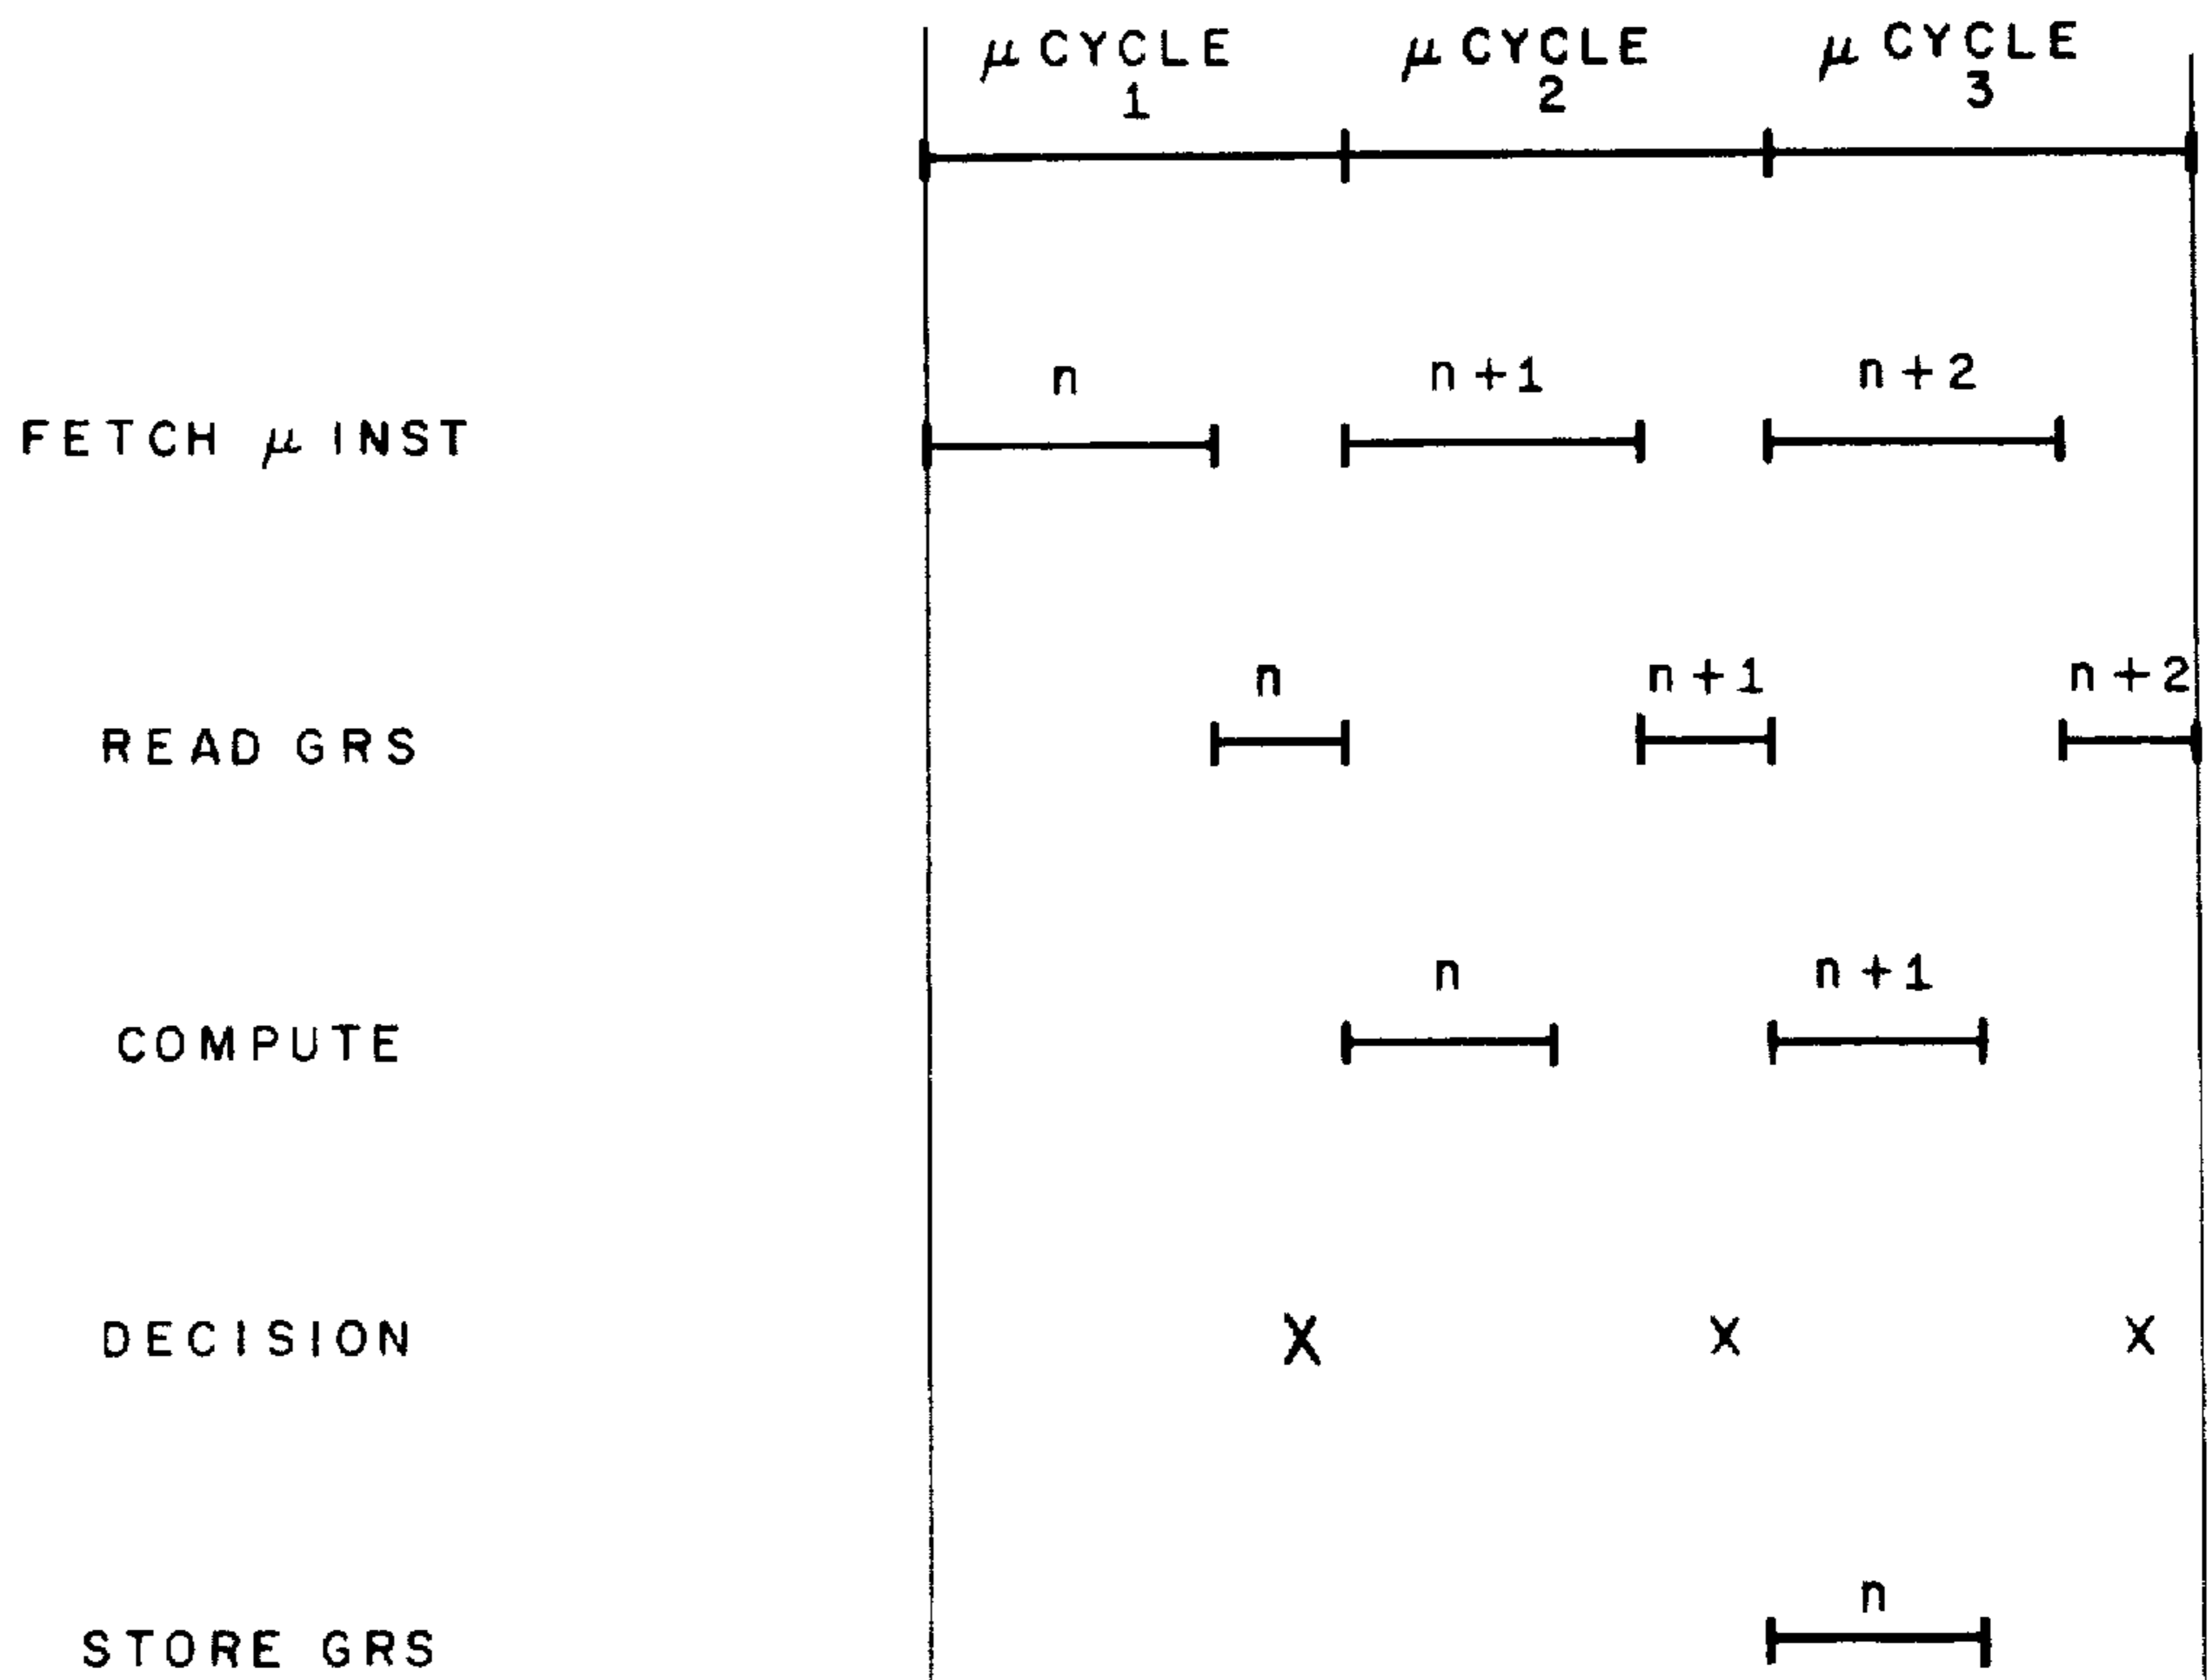 μ CYCLE μ CYCLE μ CYCLE
1 2 3
n n+1 n+2
FETCH μ INST
n n+1 n+2
READ GRS
n n+1
COMPUTE
DECISION X X X
n
STORE GRS